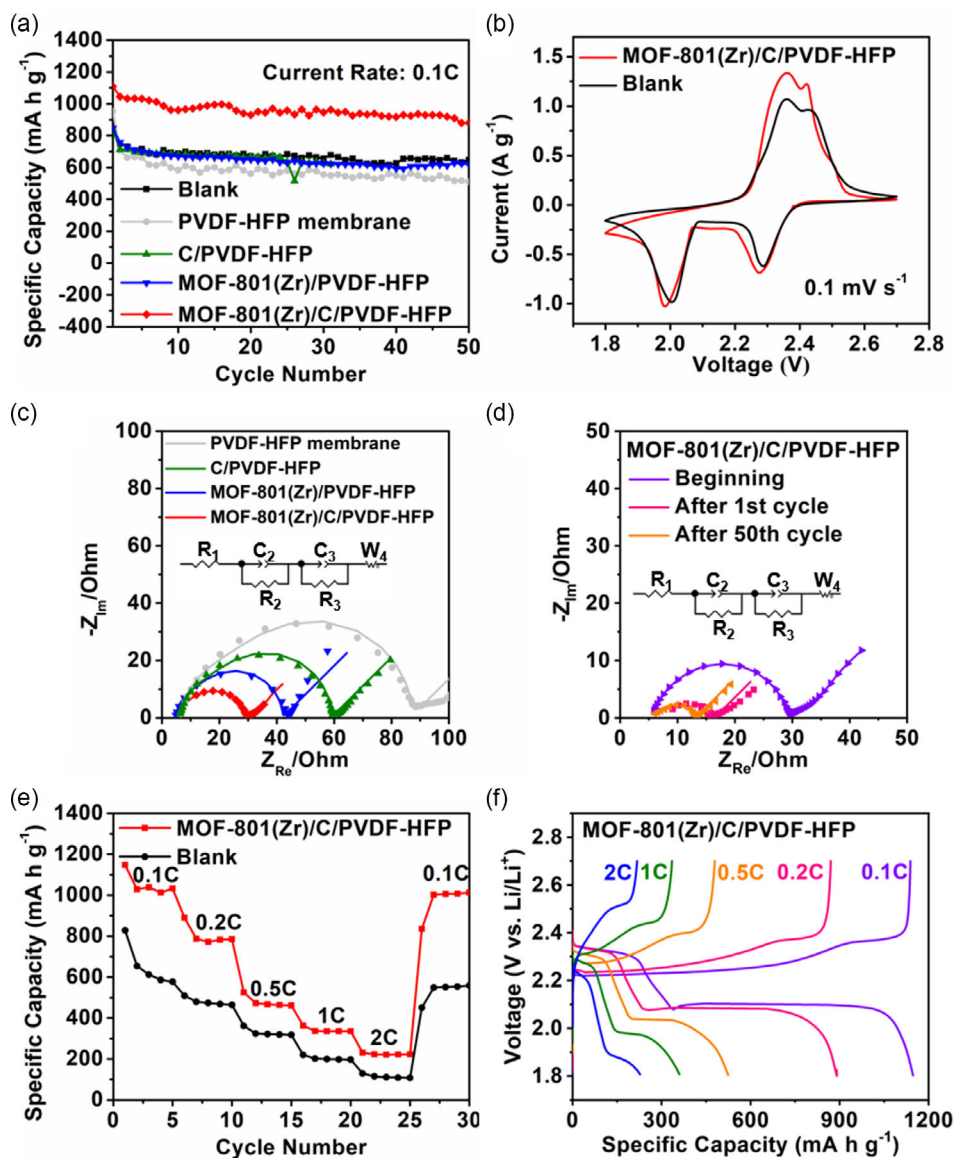 (a)
1400
1200
1000
800
600
400
200
0
-200
-400
Specific Capacity (mA h g⁻¹)
Current Rate: 0.1C
Blank
PVDF-HFP membrane
C/PVDF-HFP
MOF-801(Zr)/PVDF-HFP
MOF-801(Zr)/C/PVDF-HFP
10 20 30 40 50
Cycle Number
(b)
MOF-801(Zr)/C/PVDF-HFP
Blank
1.5
1.0
0.5
0.0
-0.5
-1.0
Current (A g⁻¹)
0.1 mV s⁻¹
1.8 2.0 2.2 2.4 2.6 2.8
Voltage (V)
(c)
100
80
60
40
20
0
-Z_Im/Ohm
PVDF-HFP membrane
C/PVDF-HFP
MOF-801(Zr)/PVDF-HFP
MOF-801(Zr)/C/PVDF-HFP
R₁ C₂ C₃ W₄
R₂ R₃
0 20 40 60 80 100
Z_Re/Ohm
(d)
50
40
30
20
10
0
-Z_Im/Ohm
MOF-801(Zr)/C/PVDF-HFP
Beginning
After 1st cycle
After 50th cycle
R₁ C₂ C₃ W₄
R₂ R₃
0 10 20 30 40 50
Z_Re/Ohm
(e)
1400
1200
1000
800
600
400
200
0
Specific Capacity (mA h g⁻¹)
MOF-801(Zr)/C/PVDF-HFP
Blank
0.1C
0.2C
0.5C
1C
2C
0.1C
0 5 10 15 20 25 30
Cycle Number
(f)
2.8
2.6
2.4
2.2
2.0
1.8
Voltage (V vs. Li/Li⁺)
MOF-801(Zr)/C/PVDF-HFP
2C 1C 0.5C 0.2C 0.1C
0 300 600 900 1200
Specific Capacity (mA h g⁻¹)